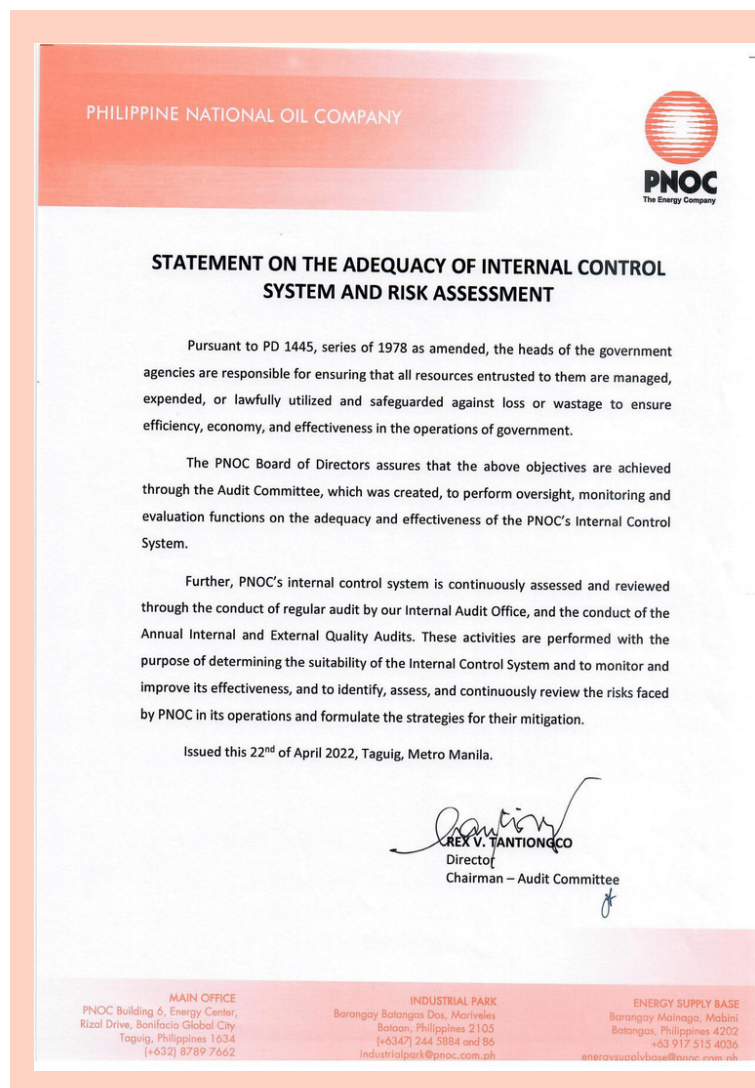 PHILIPPINE NATIONAL OIL COMPANY
PNOC
The Energy Company
STATEMENT ON THE ADEQUACY OF INTERNAL CONTROL
SYSTEM AND RISK ASSESSMENT
Pursuant to PD 1445, series of 1978 as amended, the heads of the government
agencies are responsible for ensuring that all resources entrusted to them are managed,
expended, or lawfully utilized and safeguarded against loss or wastage to ensure
efficiency, economy, and effectiveness in the operations of government.
The PNOC Board of Directors assures that the above objectives are achieved
through the Audit Committee, which was created, to perform oversight, monitoring and
evaluation functions on the adequacy and effectiveness of the PNOC's Internal Control
System.
Further, PNOC's internal control system is continuously assessed and reviewed
through the conduct of regular audit by our Internal Audit Office, and the conduct of the
Annual Internal and External Quality Audits. These activities are performed with the
purpose of determining the suitability of the Internal Control System and to monitor and
improve its effectiveness, and to identify, assess, and continuously review the risks faced
by PNOC in its operations and formulate the strategies for their mitigation.
Issued this 22nd of April 2022, Taguig, Metro Manila.
REX V. TANTIONGCO
Director
Chairman – Audit Committee
MAIN OFFICE
PNOC Building 6, Energy Center,
Rizal Drive, Bonifacio Global City
Taguig, Philippines 1634
(+632) 8789 7662
INDUSTRIAL PARK
Barangay Batangas Dos, Mariveles
Bataan, Philippines 2105
(+6347) 244 5884 and 86
industrialpark@pnoc.com.ph
ENERGY SUPPLY BASE
Barangay Mainaga, Mabini
Batangas, Philippines 4202
+63 917 515 4036
energysupplybase@pnoc.com.ph